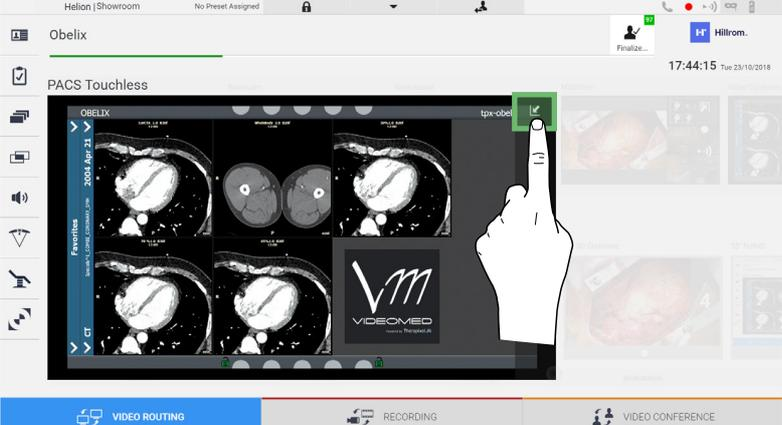 Helion | Showroom
No Preset Assigned
Obelix
97
Finalize...
Hillrom.
17:44:15 Tue 23/10/2018
PACS Touchless
OBELIX
tpx-obel
2004 Apr 21
Favorites
CT
VIDEOMED
VIDEO ROUTING
RECORDING
VIDEO CONFERENCE